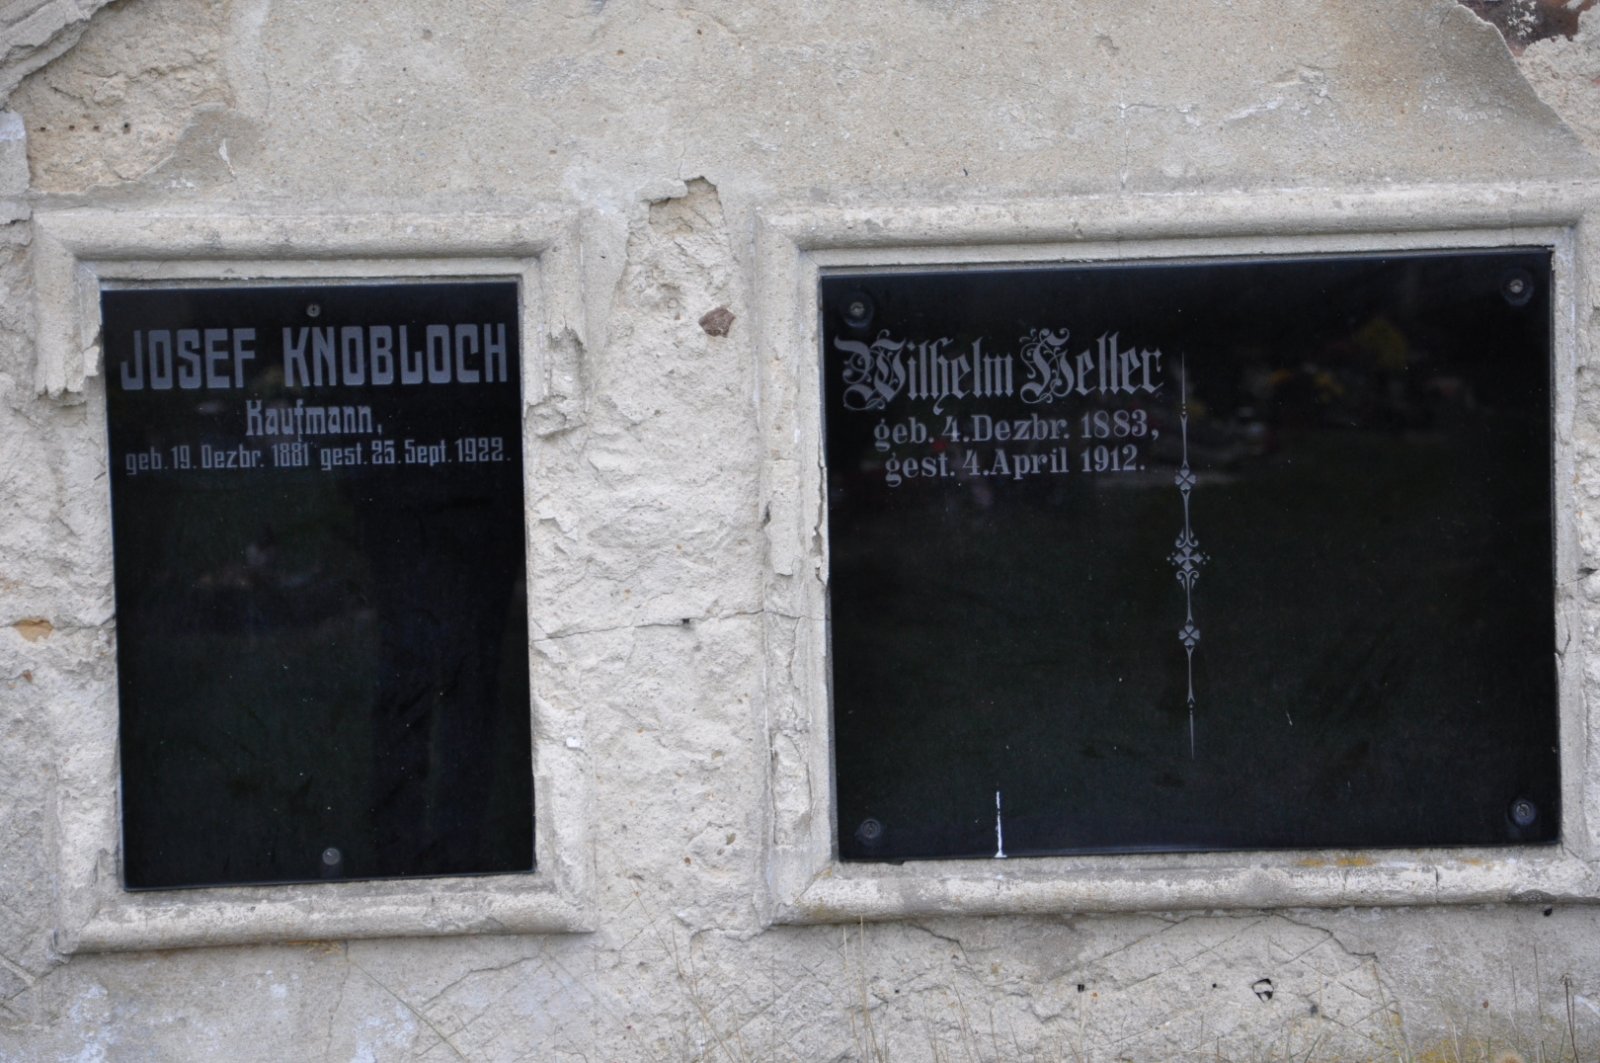 JOSEF KNOBLOCH
Kaufmann,
geb. 19. Dezbr. 1881 gest. 25. Sept. 1922.
Wilhelm Heller
geb. 4. Dezbr. 1883,
gest. 4. April 1912.